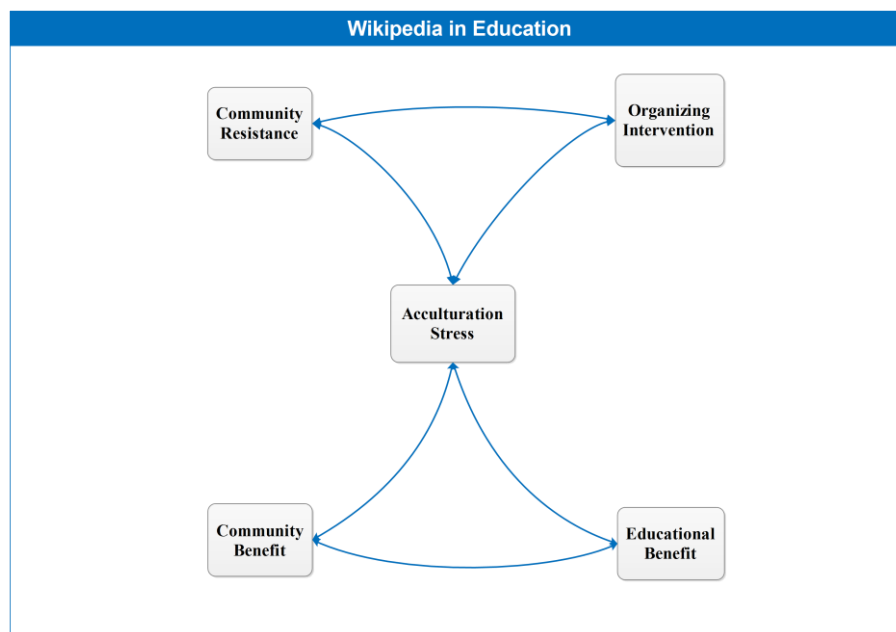 Wikipedia in Education
Community
Resistance
Organizing
Intervention
Acculturation
Stress
Community
Benefit
Educational
Benefit